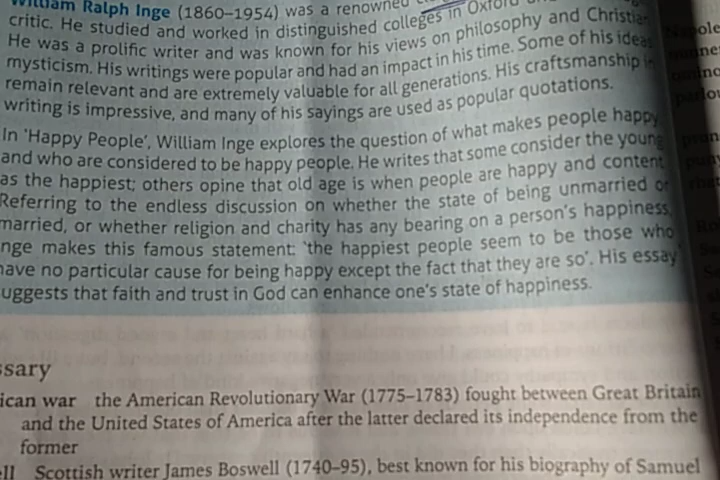 William Ralph Inge (1860–1954) was a renowned
critic. He studied and worked in distinguished colleges in Oxford
He was a prolific writer and was known for his views on philosophy and Christian
mysticism. His writings were popular and had an impact in his time. Some of his ideas
remain relevant and are extremely valuable for all generations. His craftsmanship in
writing is impressive, and many of his sayings are used as popular quotations.
In 'Happy People', William Inge explores the question of what makes people happy
and who are considered to be happy people. He writes that some consider the young
as the happiest; others opine that old age is when people are happy and content
Referring to the endless discussion on whether the state of being unmarried or
married, or whether religion and charity has any bearing on a person's happiness,
nge makes this famous statement: 'the happiest people seem to be those who
have no particular cause for being happy except the fact that they are so'. His essay
uggests that faith and trust in God can enhance one's state of happiness.
ssary
ican war the American Revolutionary War (1775–1783) fought between Great Britain
and the United States of America after the latter declared its independence from the
former
ell Scottish writer James Boswell (1740–95), best known for his biography of Samuel